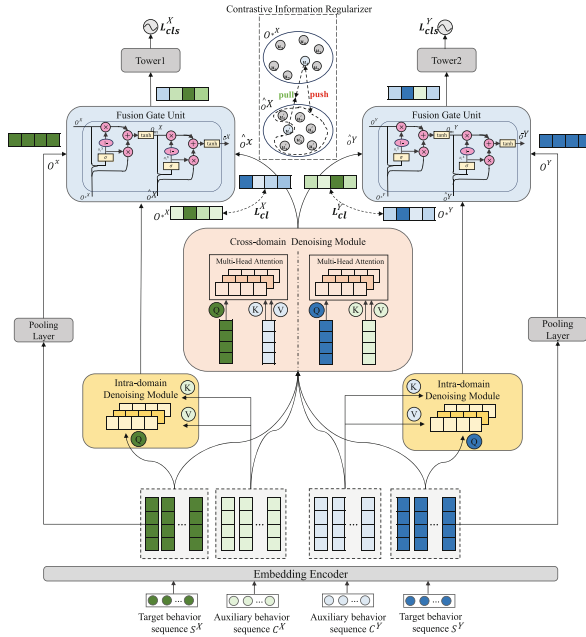 Contrastive Information Regularizer
L_cls^X
L_cls^Y
Tower1
Tower2
O*^X
pull
push
ô^X
Fusion Gate Unit
Fusion Gate Unit
tanh
tanh
tanh
tanh
σ
σ
σ
σ
O^X
ô^X
ô^Y
O^Y
O*^X
L_cl^X
L_cl^Y
O*^Y
Cross-domain Denoising Module
Multi-Head Attention
Multi-Head Attention
Q
K
V
Q
K
V
Pooling
Layer
Pooling
Layer
Intra-domain
Denoising Module
K
V
Q
Intra-domain
Denoising Module
K
V
Q
...
...
...
...
Embedding Encoder
Target behavior
sequence S^X
Auxiliary behavior
sequence C^X
Auxiliary behavior
sequence C^Y
Target behavior
sequence S^Y